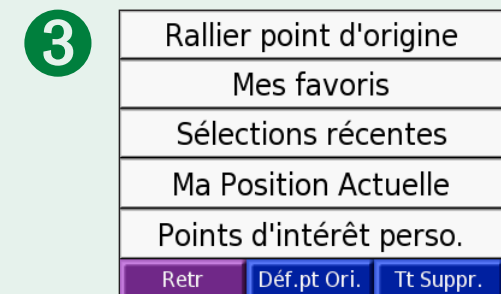 3
Rallier point d'origine
Mes favoris
Sélections récentes
Ma Position Actuelle
Points d'intérêt perso.
Retr Déf.pt Ori. Tt Suppr.